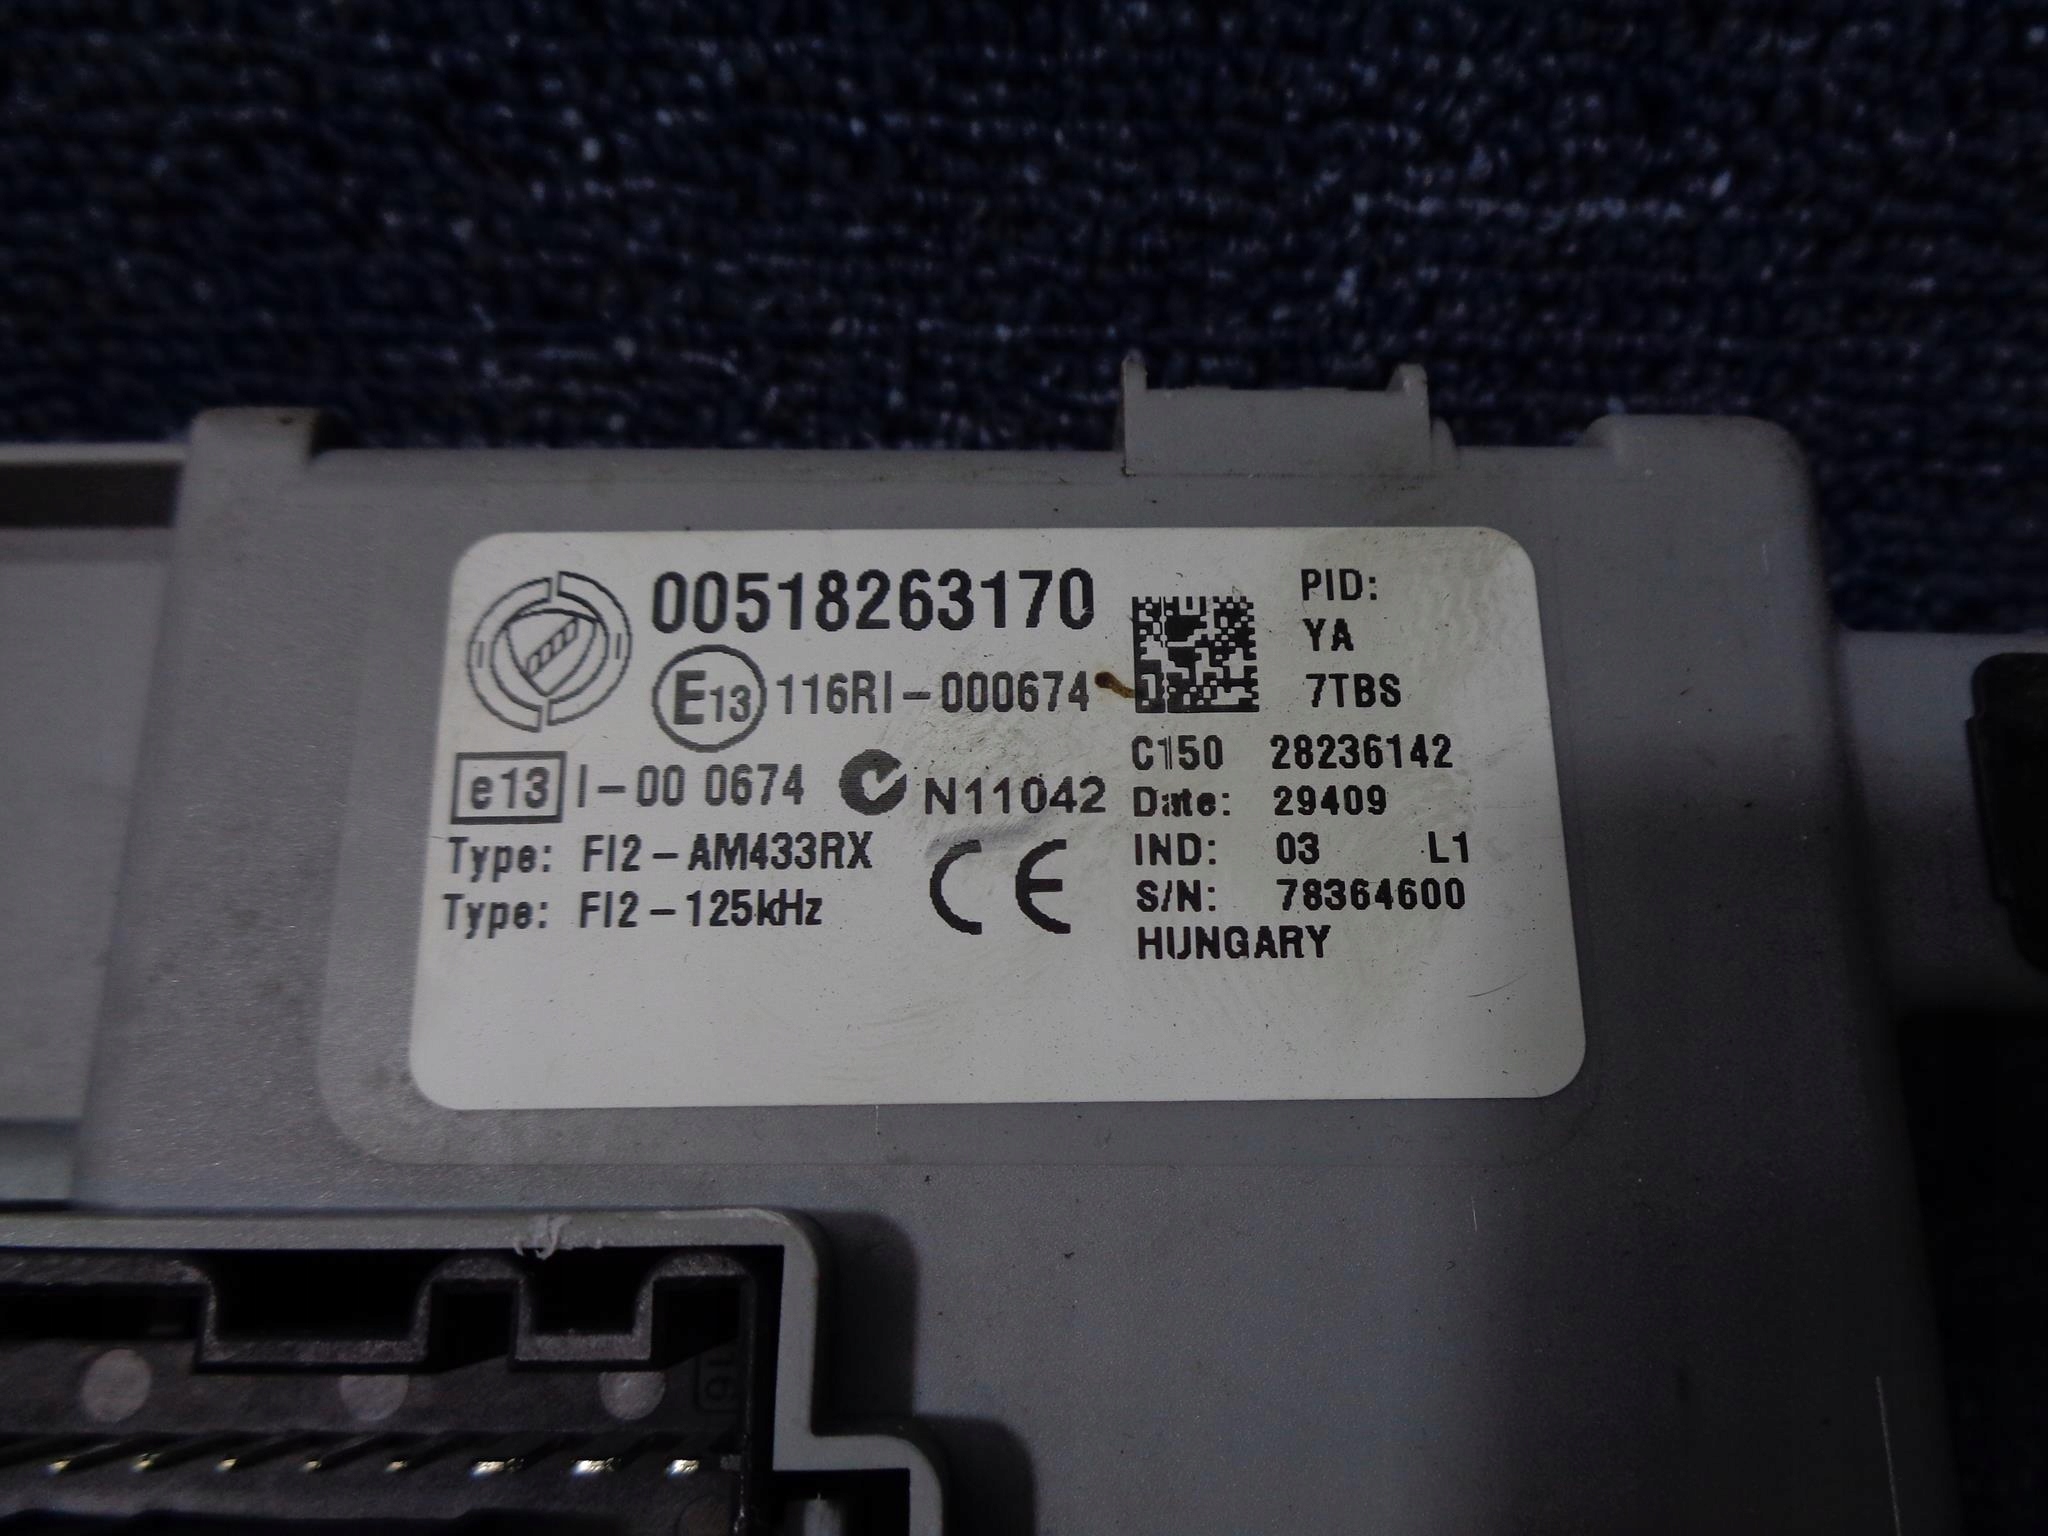 00518263170
E13 116RI-000674
e13 I-00 0674 N11042
Type: FI2-AM433RX
Type: FI2-125kHz
CE
PID:
YA
7TBS
C150 28236142
Date: 29409
IND: 03 L1
S/N: 78364600
HUNGARY